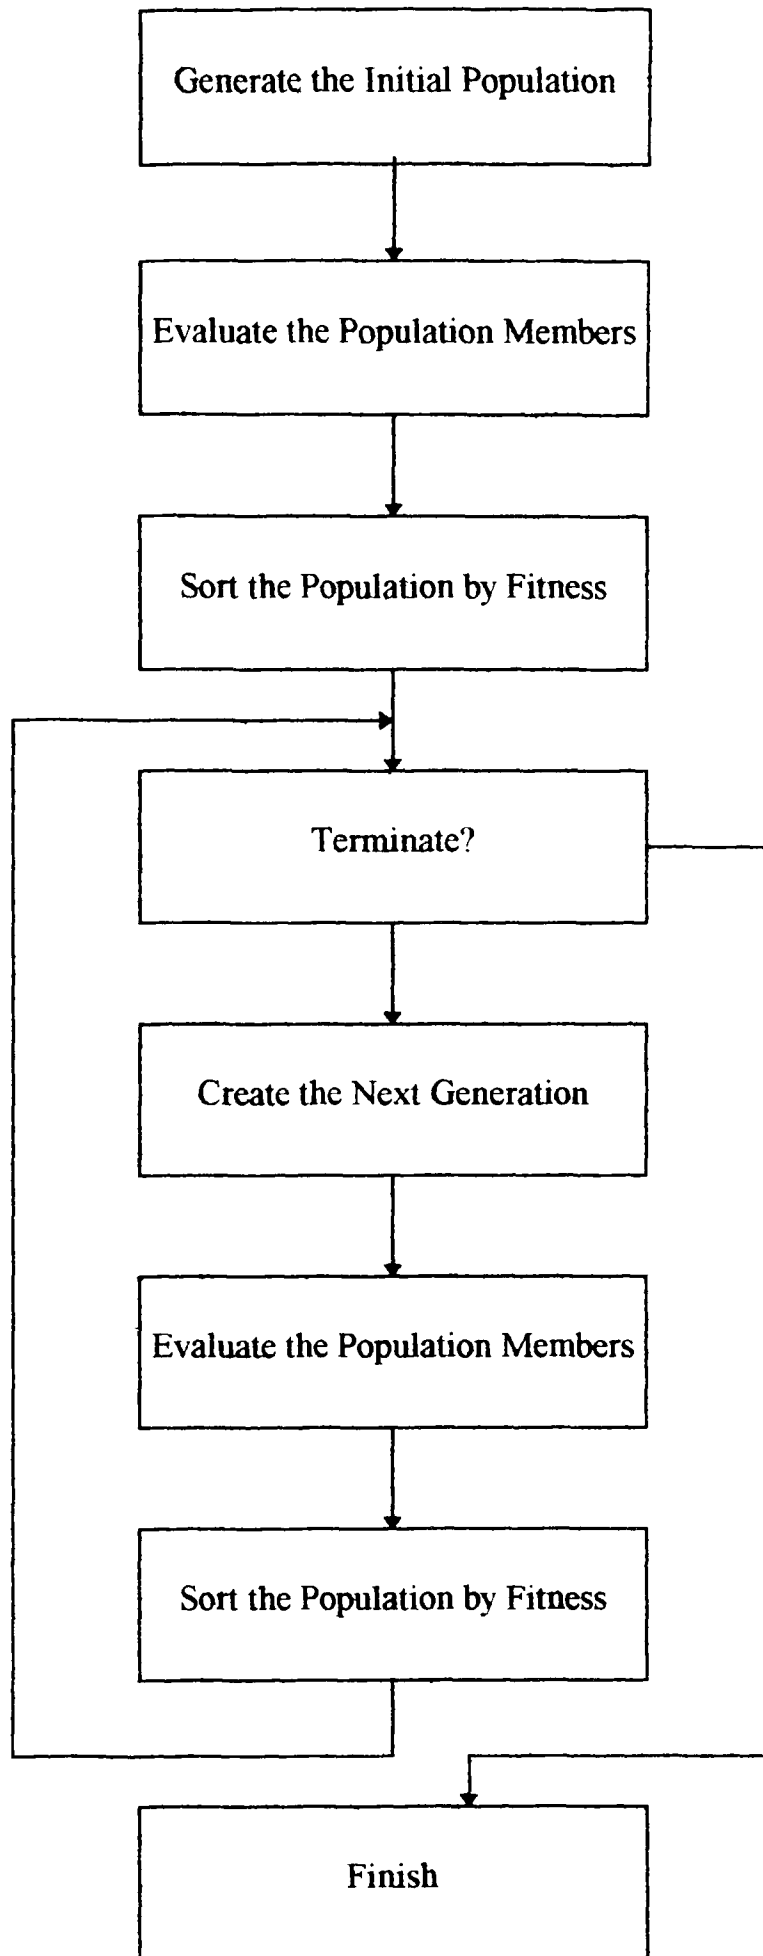 Generate the Initial Population
Evaluate the Population Members
Sort the Population by Fitness
Terminate?
Create the Next Generation
Evaluate the Population Members
Sort the Population by Fitness
Finish